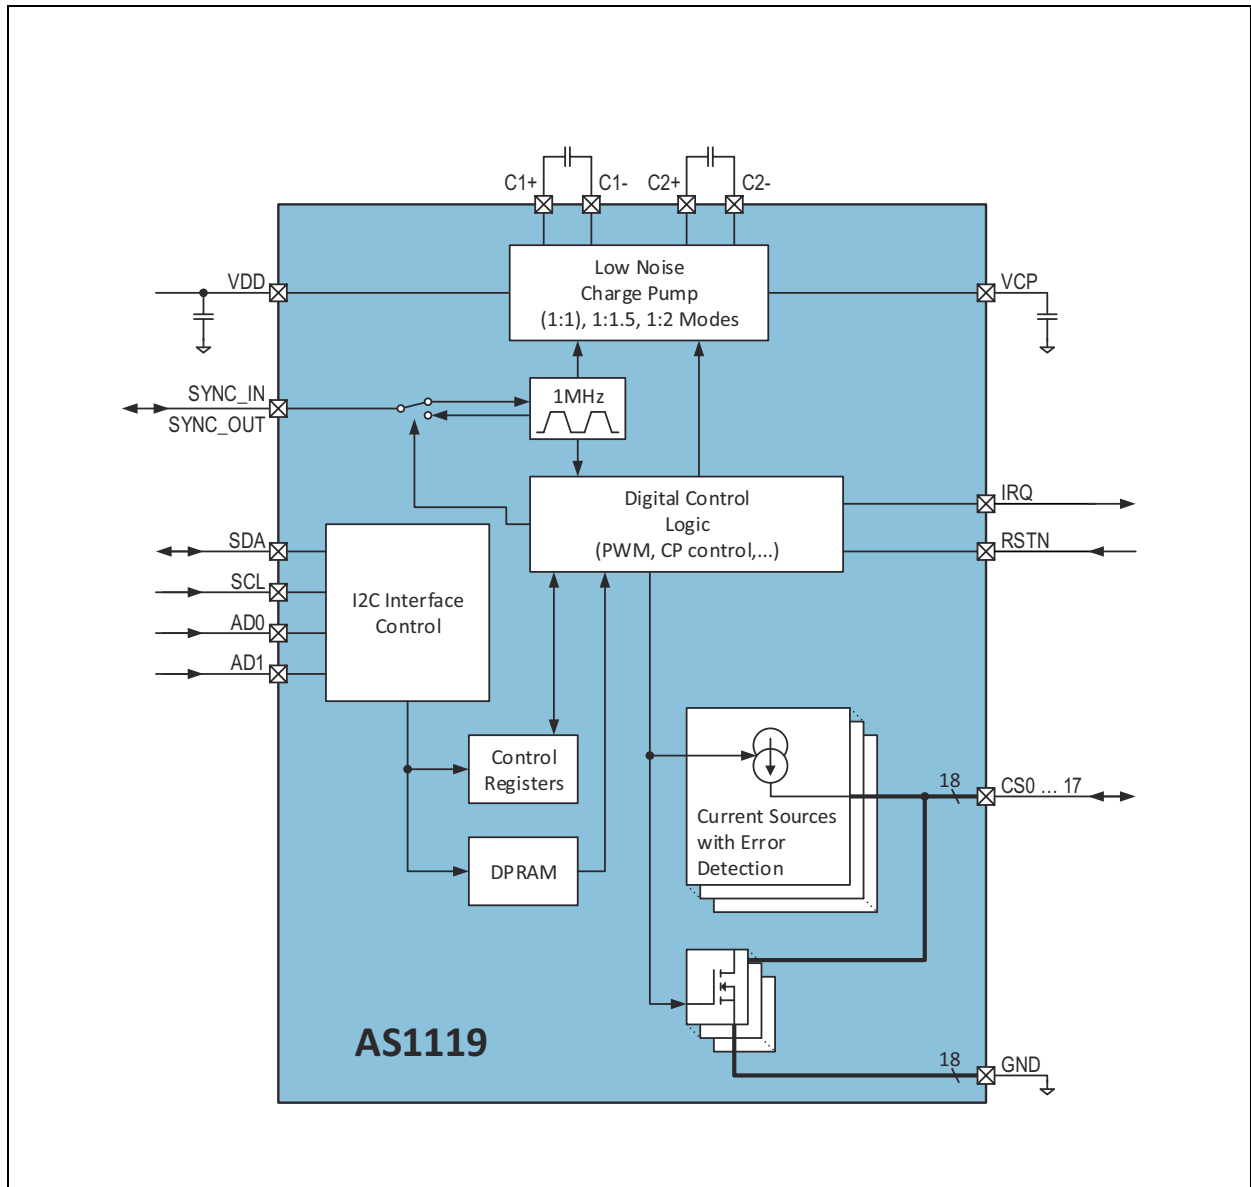 C1+
C1-
C2+
C2-
VDD
Low Noise
Charge Pump
(1:1), 1:1.5, 1:2 Modes
VCP
SYNC_IN
SYNC_OUT
1MHz
Digital Control
Logic
(PWM, CP control,...)
IRQ
RSTN
SDA
SCL
AD0
AD1
I2C Interface
Control
Control
Registers
DPRAM
Current Sources
with Error
Detection
18
CS0 ... 17
AS1119
18
GND